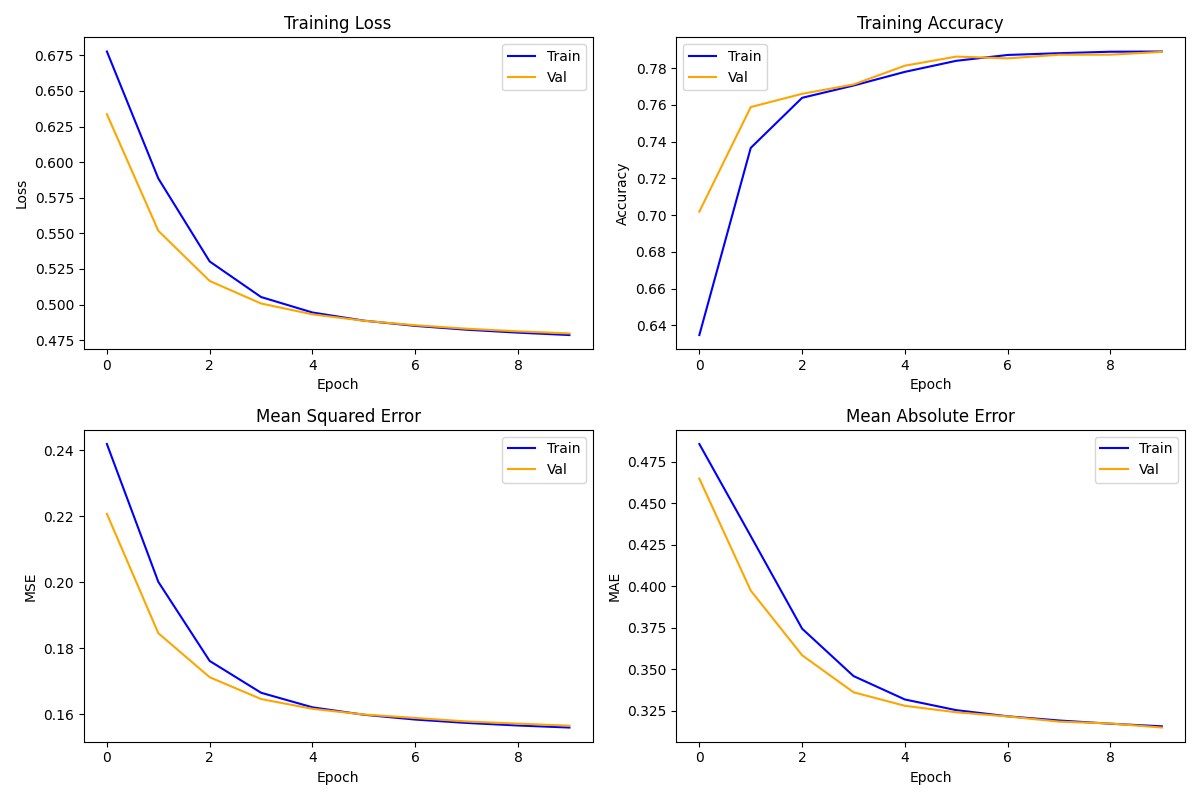 Training Loss
Loss
0.675
0.650
0.625
0.600
0.575
0.550
0.525
0.500
0.475
0 2 4 6 8
Epoch
Train
Val
Training Accuracy
Accuracy
0.78
0.76
0.74
0.72
0.70
0.68
0.66
0.64
0 2 4 6 8
Epoch
Train
Val
Mean Squared Error
MSE
0.24
0.22
0.20
0.18
0.16
0 2 4 6 8
Epoch
Train
Val
Mean Absolute Error
MAE
0.475
0.450
0.425
0.400
0.375
0.350
0.325
0 2 4 6 8
Epoch
Train
Val